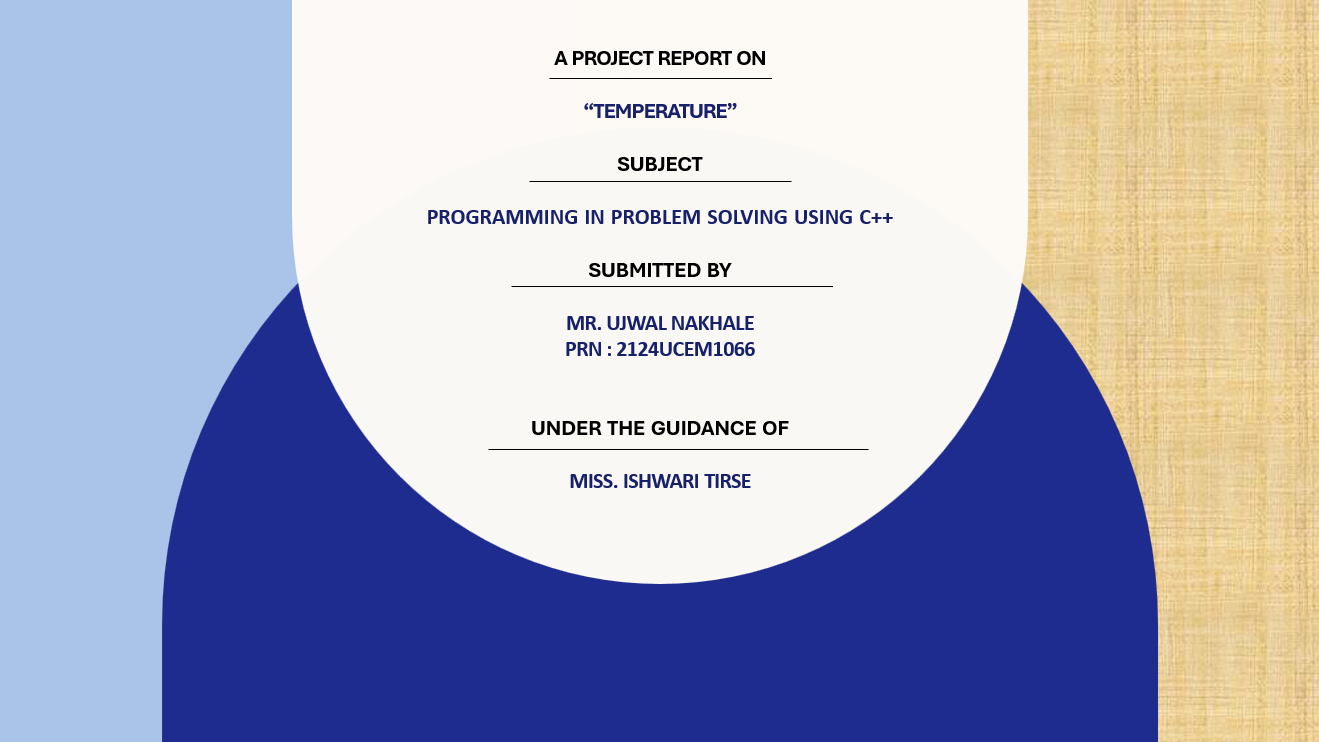 A PROJECT REPORT ON
“TEMPERATURE”
SUBJECT
PROGRAMMING IN PROBLEM SOLVING USING C++
SUBMITTED BY
MR. UJWAL NAKHALE
PRN : 2124UCEM1066
UNDER THE GUIDANCE OF
MISS. ISHWARI TIRSE